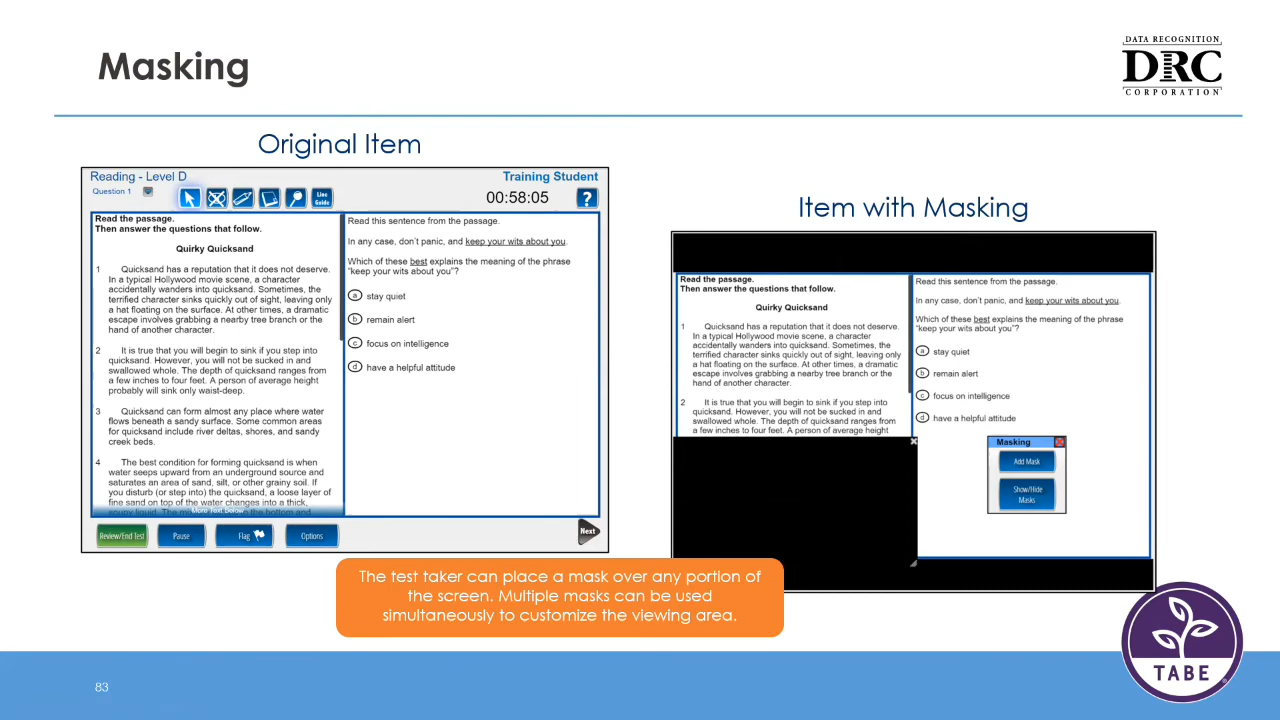 Masking
DATA RECOGNITION
DRC
CORPORATION
Original Item
Reading - Level D
Training Student
Question 1
Line Guide
00:58:05
?
Read the passage.
Then answer the questions that follow.
Quirky Quicksand
1 Quicksand has a reputation that it does not deserve.
In a typical Hollywood movie scene, a character
accidentally wanders into quicksand. Sometimes, the
terrified character sinks quickly out of sight, leaving only
a hat floating on the surface. At other times, a dramatic
escape involves grabbing a nearby tree branch or the
hand of another character.
2 It is true that you will begin to sink if you step into
quicksand. However, you will not be sucked in and
swallowed whole. The depth of quicksand ranges from
a few inches to four feet. A person of average height
probably will sink only waist-deep.
3 Quicksand can form almost any place where water
flows beneath a sandy surface. Some common areas
for quicksand include river deltas, shores, and sandy
creek beds.
4 The best condition for forming quicksand is when
water seeps upward from an underground source and
saturates an area of sand, silt, or other grainy soil. If
you disturb (or step into) the quicksand, a loose layer of
fine sand on top of the water changes into a thick,
More Text Below
Read this sentence from the passage.
In any case, don't panic, and keep your wits about you.
Which of these best explains the meaning of the phrase
"keep your wits about you"?
a stay quiet
b remain alert
c focus on intelligence
d have a helpful attitude
Review/End Test
Pause
Flag
Options
Next
Item with Masking
Read the passage.
Then answer the questions that follow.
Quirky Quicksand
1 Quicksand has a reputation that it does not deserve.
In a typical Hollywood movie scene, a character
accidentally wanders into quicksand. Sometimes, the
terrified character sinks quickly out of sight, leaving only
a hat floating on the surface. At other times, a dramatic
escape involves grabbing a nearby tree branch or the
hand of another character.
2 It is true that you will begin to sink if you step into
quicksand. However, you will not be sucked in and
swallowed whole. The depth of quicksand ranges from
a few inches to four feet. A person of average height
Read this sentence from the passage.
In any case, don't panic, and keep your wits about you.
Which of these best explains the meaning of the phrase
"keep your wits about you"?
a stay quiet
b remain alert
c focus on intelligence
d have a helpful attitude
Masking
Add Mask
Show/Hide
Masks
The test taker can place a mask over any portion of
the screen. Multiple masks can be used
simultaneously to customize the viewing area.
TABE
83